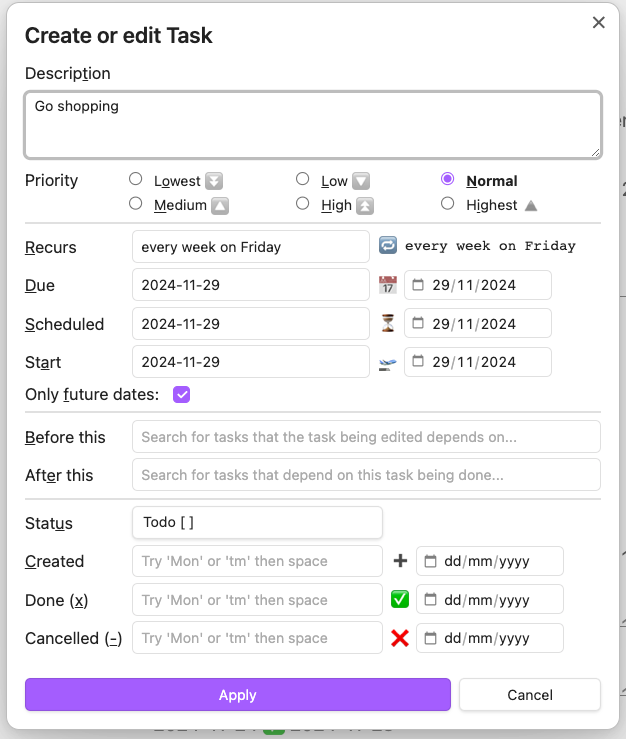 Create or edit Task
Description
Go shopping
Priority
Lowest
Low
Normal
Medium
High
Highest
Recurs every week on Friday every week on Friday
Due 2024-11-29 17 29/11/2024
Scheduled 2024-11-29 29/11/2024
Start 2024-11-29 29/11/2024
Only future dates:
Before this Search for tasks that the task being edited depends on...
After this Search for tasks that depend on this task being done...
Status Todo [ ]
Created Try 'Mon' or 'tm' then space dd/mm/yyyy
Done (x) Try 'Mon' or 'tm' then space dd/mm/yyyy
Cancelled (-) Try 'Mon' or 'tm' then space dd/mm/yyyy
Apply Cancel